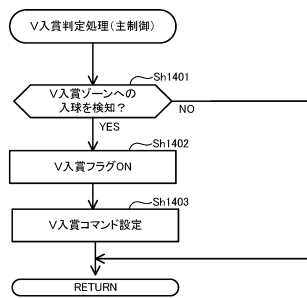 V入賞判定処理(主制御)
Sh1401
V入賞ゾーンへの
入球を検知?
NO
YES
Sh1402
V入賞フラグON
Sh1403
V入賞コマンド設定
RETURN